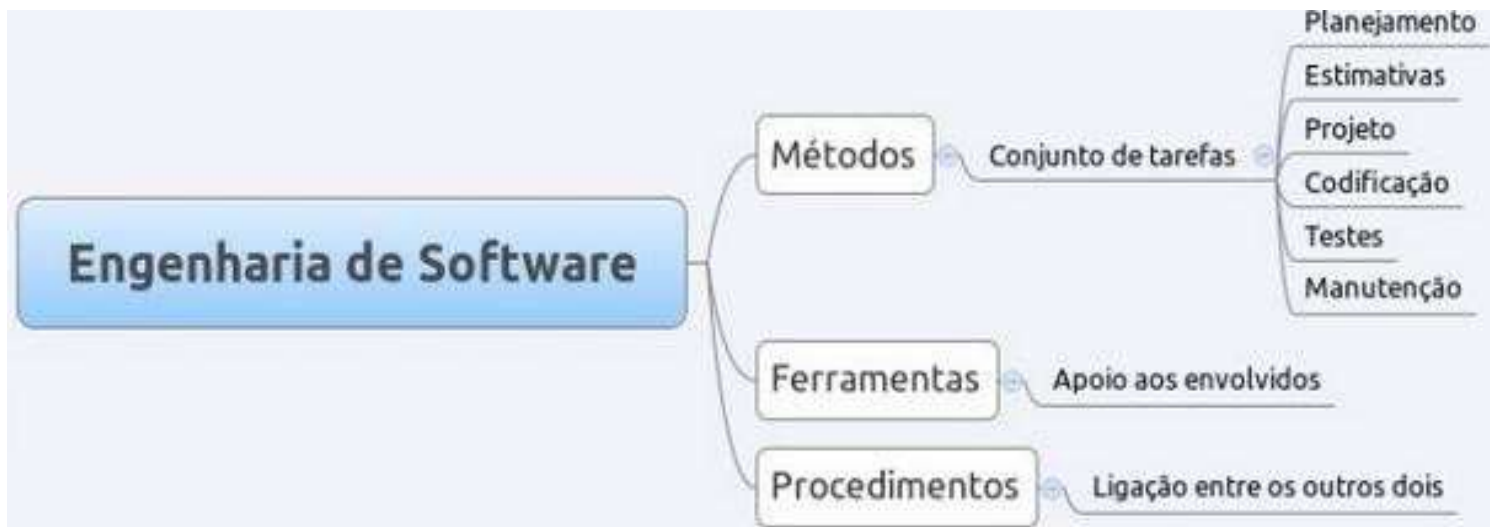 Engenharia de Software
Métodos
Conjunto de tarefas
Planejamento
Estimativas
Projeto
Codificação
Testes
Manutenção
Ferramentas
Apoio aos envolvidos
Procedimentos
Ligação entre os outros dois